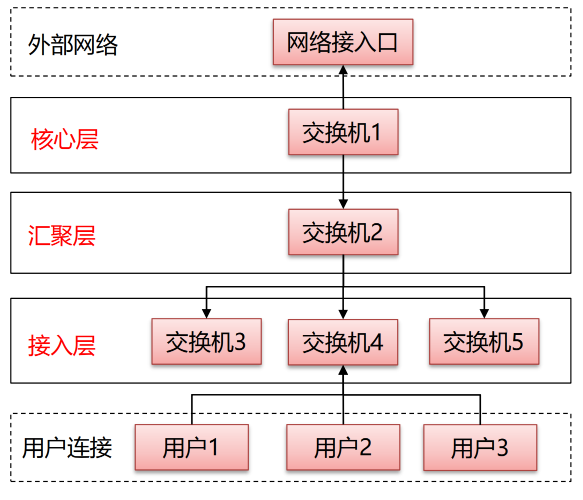 外部网络
网络接入口
核心层
交换机1
汇聚层
交换机2
接入层
交换机3
交换机4
交换机5
用户连接
用户1
用户2
用户3